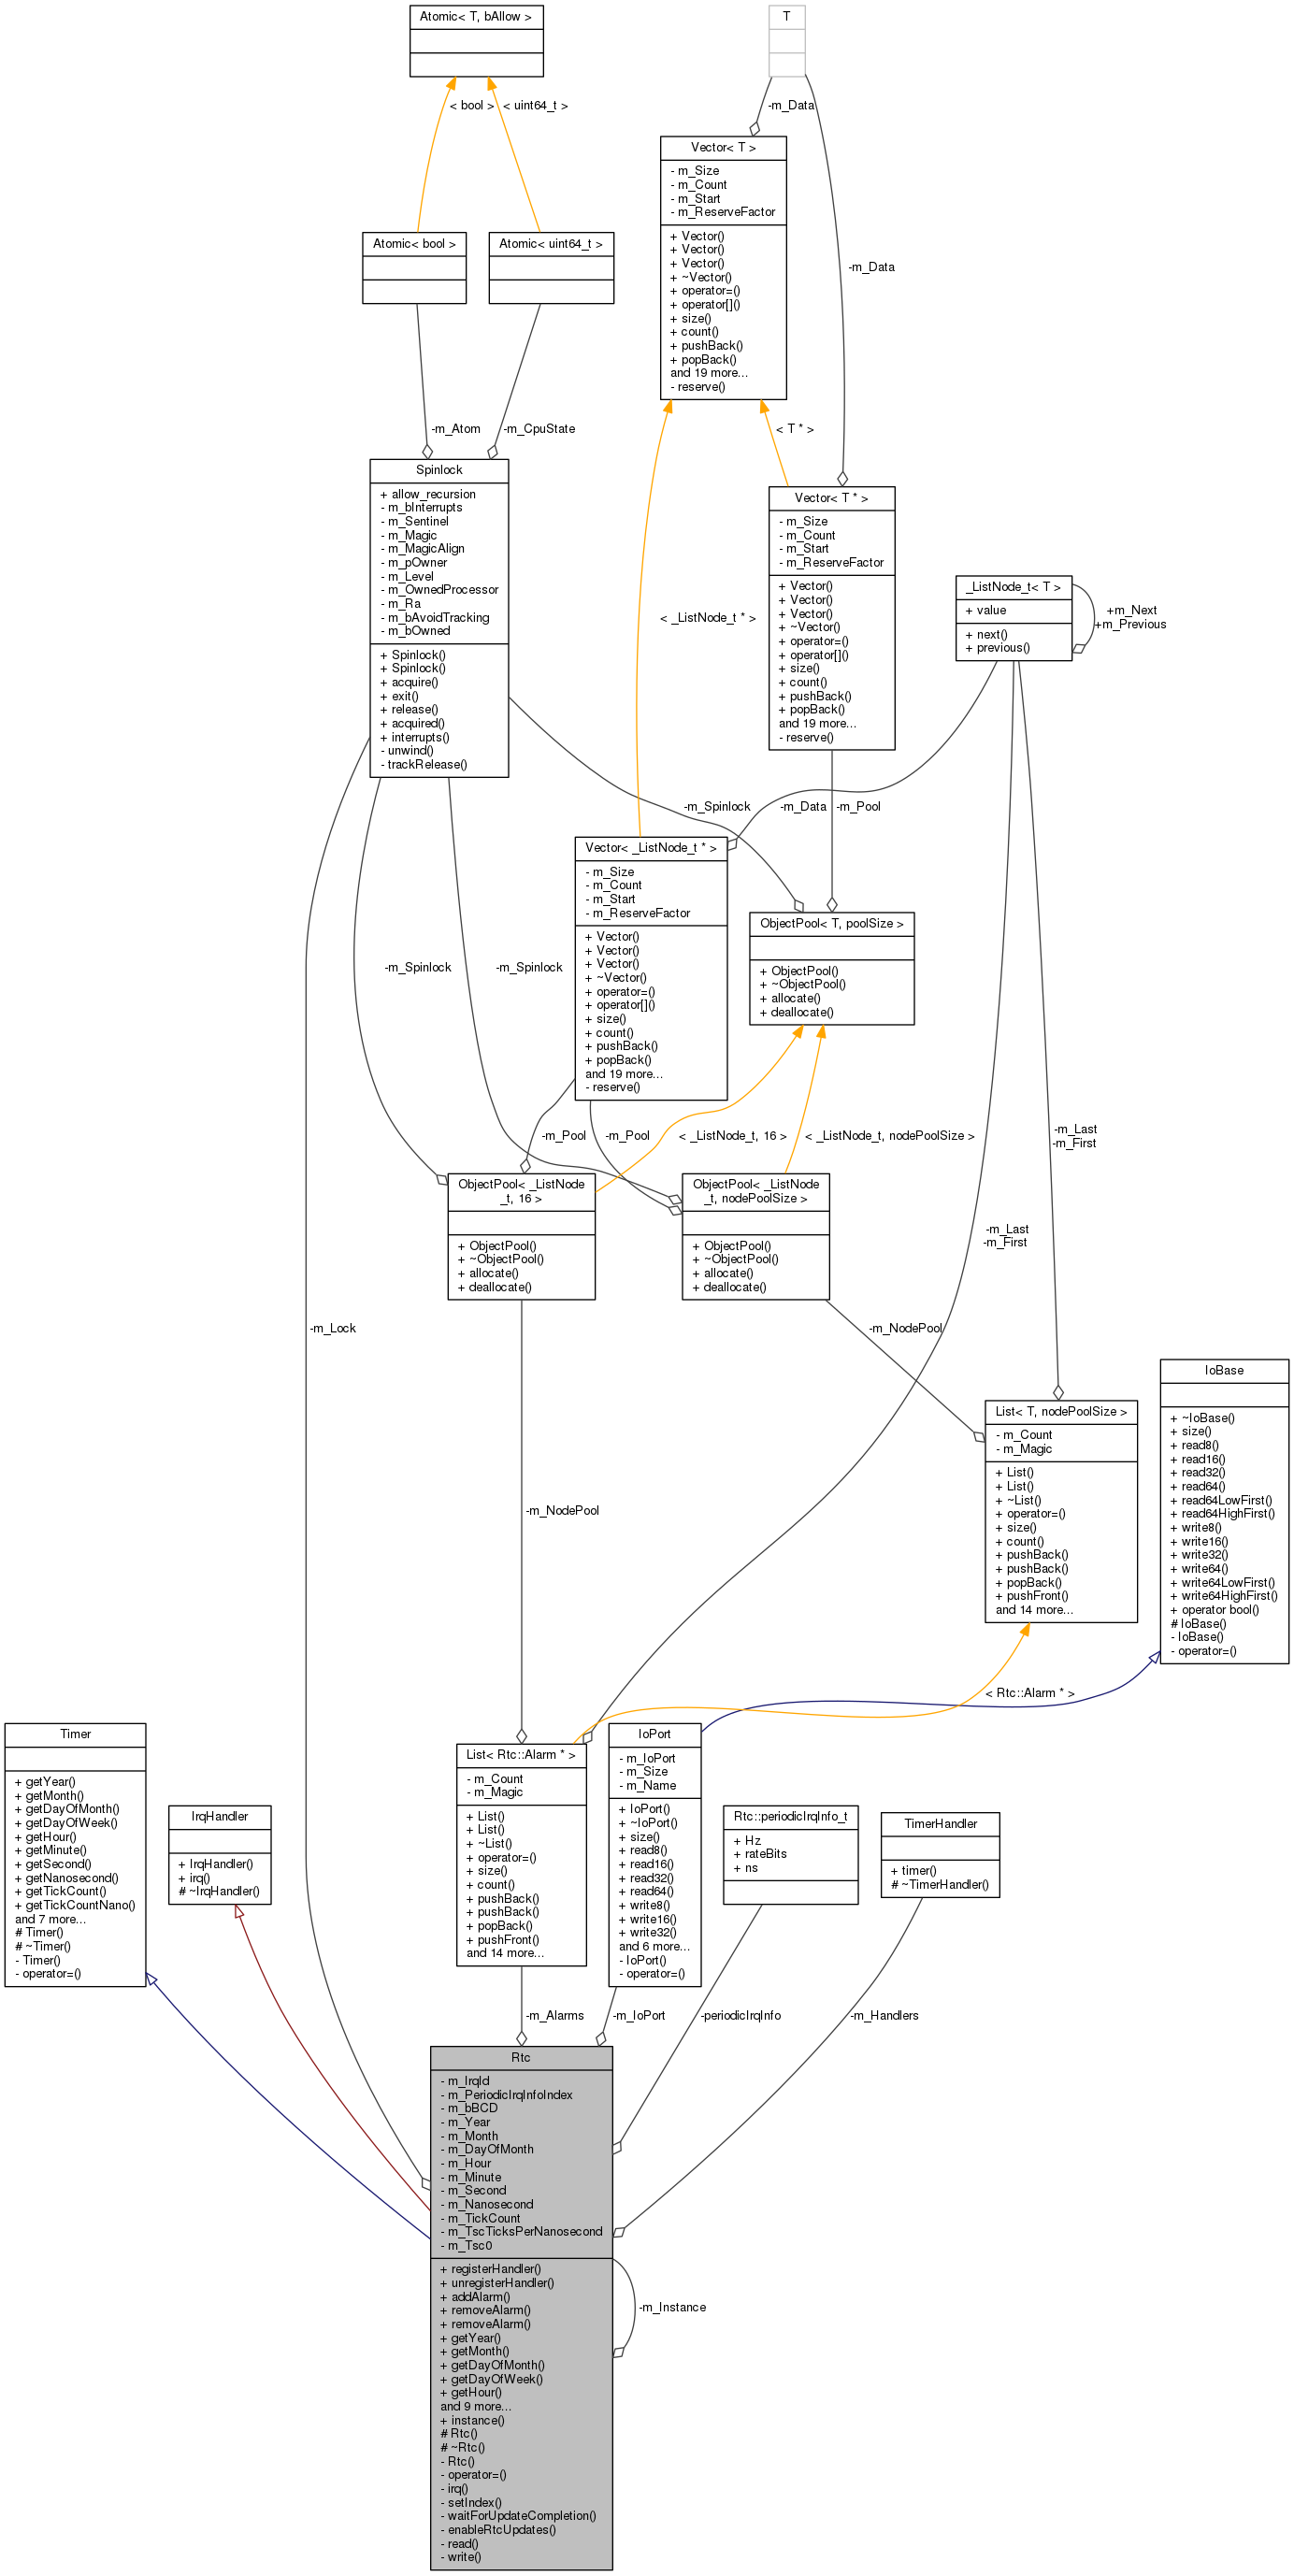 Atomic< T, bAllow >
T
< bool >
< uint64_t >
-m_Data
Vector< T >
- m_Size
- m_Count
- m_Start
- m_ReserveFactor
+ Vector()
+ Vector()
+ Vector()
+ ~Vector()
+ operator=()
+ operator[]()
+ size()
+ count()
+ pushBack()
+ popBack()
and 19 more...
- reserve()
Atomic< bool >
Atomic< uint64_t >
-m_Data
-m_Atom
-m_CpuState
< T * >
Spinlock
+ allow_recursion
- m_bInterrupts
- m_Sentinel
- m_Magic
- m_MagicAlign
- m_pOwner
- m_Level
- m_OwnedProcessor
- m_Ra
- m_bAvoidTracking
- m_bOwned
+ Spinlock()
+ Spinlock()
+ acquire()
+ exit()
+ release()
+ acquired()
+ interrupts()
- unwind()
- trackRelease()
Vector< T * >
- m_Size
- m_Count
- m_Start
- m_ReserveFactor
+ Vector()
+ Vector()
+ Vector()
+ ~Vector()
+ operator=()
+ operator[]()
+ size()
+ count()
+ pushBack()
+ popBack()
and 19 more...
- reserve()
_ListNode_t< T >
+ value
+ next()
+ previous()
+m_Next
+m_Previous
< _ListNode_t * >
-m_Spinlock
-m_Data
-m_Pool
Vector< _ListNode_t * >
- m_Size
- m_Count
- m_Start
- m_ReserveFactor
+ Vector()
+ Vector()
+ Vector()
+ ~Vector()
+ operator=()
+ operator[]()
+ size()
+ count()
+ pushBack()
+ popBack()
and 19 more...
- reserve()
ObjectPool< T, poolSize >
+ ObjectPool()
+ ~ObjectPool()
+ allocate()
+ deallocate()
-m_Spinlock
-m_Spinlock
-m_Pool
-m_Pool
< _ListNode_t, 16 >
< _ListNode_t, nodePoolSize >
-m_Last
-m_First
ObjectPool< _ListNode
_t, 16 >
+ ObjectPool()
+ ~ObjectPool()
+ allocate()
+ deallocate()
ObjectPool< _ListNode
_t, nodePoolSize >
+ ObjectPool()
+ ~ObjectPool()
+ allocate()
+ deallocate()
-m_Last
-m_First
-m_Lock
-m_NodePool
List< T, nodePoolSize >
- m_Count
- m_Magic
+ List()
+ List()
+ ~List()
+ operator=()
+ size()
+ count()
+ pushBack()
+ pushBack()
+ popBack()
+ pushFront()
and 14 more...
IoBase
+ ~IoBase()
+ size()
+ read8()
+ read16()
+ read32()
+ read64()
+ read64LowFirst()
+ read64HighFirst()
+ write8()
+ write16()
+ write32()
+ write64()
+ write64LowFirst()
+ write64HighFirst()
+ operator bool()
# IoBase()
- IoBase()
- operator=()
-m_NodePool
< Rtc::Alarm * >
Timer
+ getYear()
+ getMonth()
+ getDayOfMonth()
+ getDayOfWeek()
+ getHour()
+ getMinute()
+ getSecond()
+ getNanosecond()
+ getTickCount()
+ getTickCountNano()
and 7 more...
# Timer()
# ~Timer()
- Timer()
- operator=()
IrqHandler
+ IrqHandler()
+ irq()
# ~IrqHandler()
List< Rtc::Alarm * >
- m_Count
- m_Magic
+ List()
+ List()
+ ~List()
+ operator=()
+ size()
+ count()
+ pushBack()
+ pushBack()
+ popBack()
+ pushFront()
and 14 more...
IoPort
- m_IoPort
- m_Size
- m_Name
+ IoPort()
+ ~IoPort()
+ size()
+ read8()
+ read16()
+ read32()
+ read64()
+ write8()
+ write16()
+ write32()
and 6 more...
- IoPort()
- operator=()
Rtc::periodicIrqInfo_t
+ Hz
+ rateBits
+ ns
TimerHandler
+ timer()
# ~TimerHandler()
-m_Alarms
-m_IoPort
-periodicIrqInfo
-m_Handlers
Rtc
- m_IrqId
- m_PeriodicIrqInfoIndex
- m_bBCD
- m_Year
- m_Month
- m_DayOfMonth
- m_Hour
- m_Minute
- m_Second
- m_Nanosecond
- m_TickCount
- m_TscTicksPerNanosecond
- m_Tsc0
+ registerHandler()
+ unregisterHandler()
+ addAlarm()
+ removeAlarm()
+ removeAlarm()
+ getYear()
+ getMonth()
+ getDayOfMonth()
+ getDayOfWeek()
+ getHour()
and 9 more...
+ instance()
# Rtc()
# ~Rtc()
- Rtc()
- operator=()
- irq()
- setIndex()
- waitForUpdateCompletion()
- enableRtcUpdates()
- read()
- write()
-m_Instance